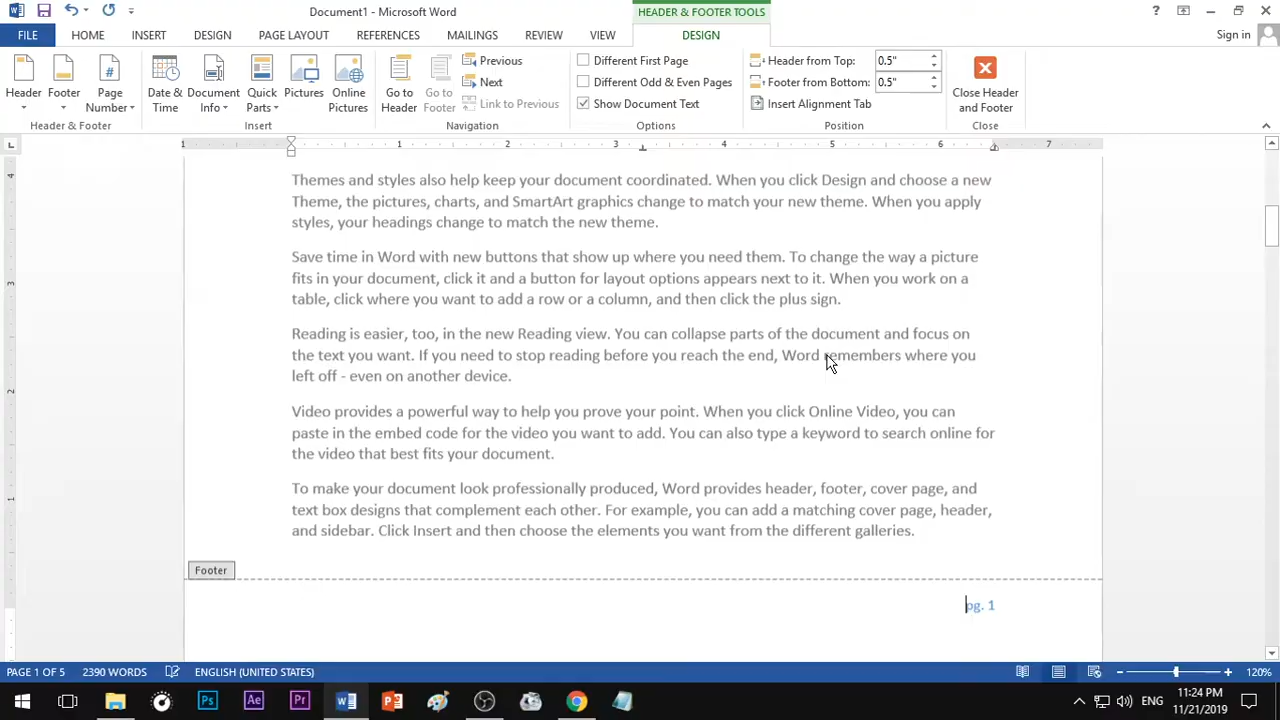 Document1 - Microsoft Word
HEADER & FOOTER TOOLS
?
FILE HOME INSERT DESIGN PAGE LAYOUT REFERENCES MAILINGS REVIEW VIEW DESIGN Sign in
Header
Footer
Page Number
Header & Footer
Date & Time
Document Info
Quick Parts
Pictures
Online Pictures
Insert
Go to Header
Go to Footer
Previous
Next
Link to Previous
Navigation
Different First Page
Different Odd & Even Pages
Show Document Text
Options
Header from Top: 0.5"
Footer from Bottom: 0.5"
Insert Alignment Tab
Position
Close Header and Footer
Close
1 1 2 3 4 5 6 7
4
3
2
1
Themes and styles also help keep your document coordinated. When you click Design and choose a new
Theme, the pictures, charts, and SmartArt graphics change to match your new theme. When you apply
styles, your headings change to match the new theme.
Save time in Word with new buttons that show up where you need them. To change the way a picture
fits in your document, click it and a button for layout options appears next to it. When you work on a
table, click where you want to add a row or a column, and then click the plus sign.
Reading is easier, too, in the new Reading view. You can collapse parts of the document and focus on
the text you want. If you need to stop reading before you reach the end, Word remembers where you
left off - even on another device.
Video provides a powerful way to help you prove your point. When you click Online Video, you can
paste in the embed code for the video you want to add. You can also type a keyword to search online for
the video that best fits your document.
To make your document look professionally produced, Word provides header, footer, cover page, and
text box designs that complement each other. For example, you can add a matching cover page, header,
and sidebar. Click Insert and then choose the elements you want from the different galleries.
Footer
pg. 1
PAGE 1 OF 5 2390 WORDS ENGLISH (UNITED STATES) 120%
Ps Ae Pr
ENG
11:24 PM
11/21/2019